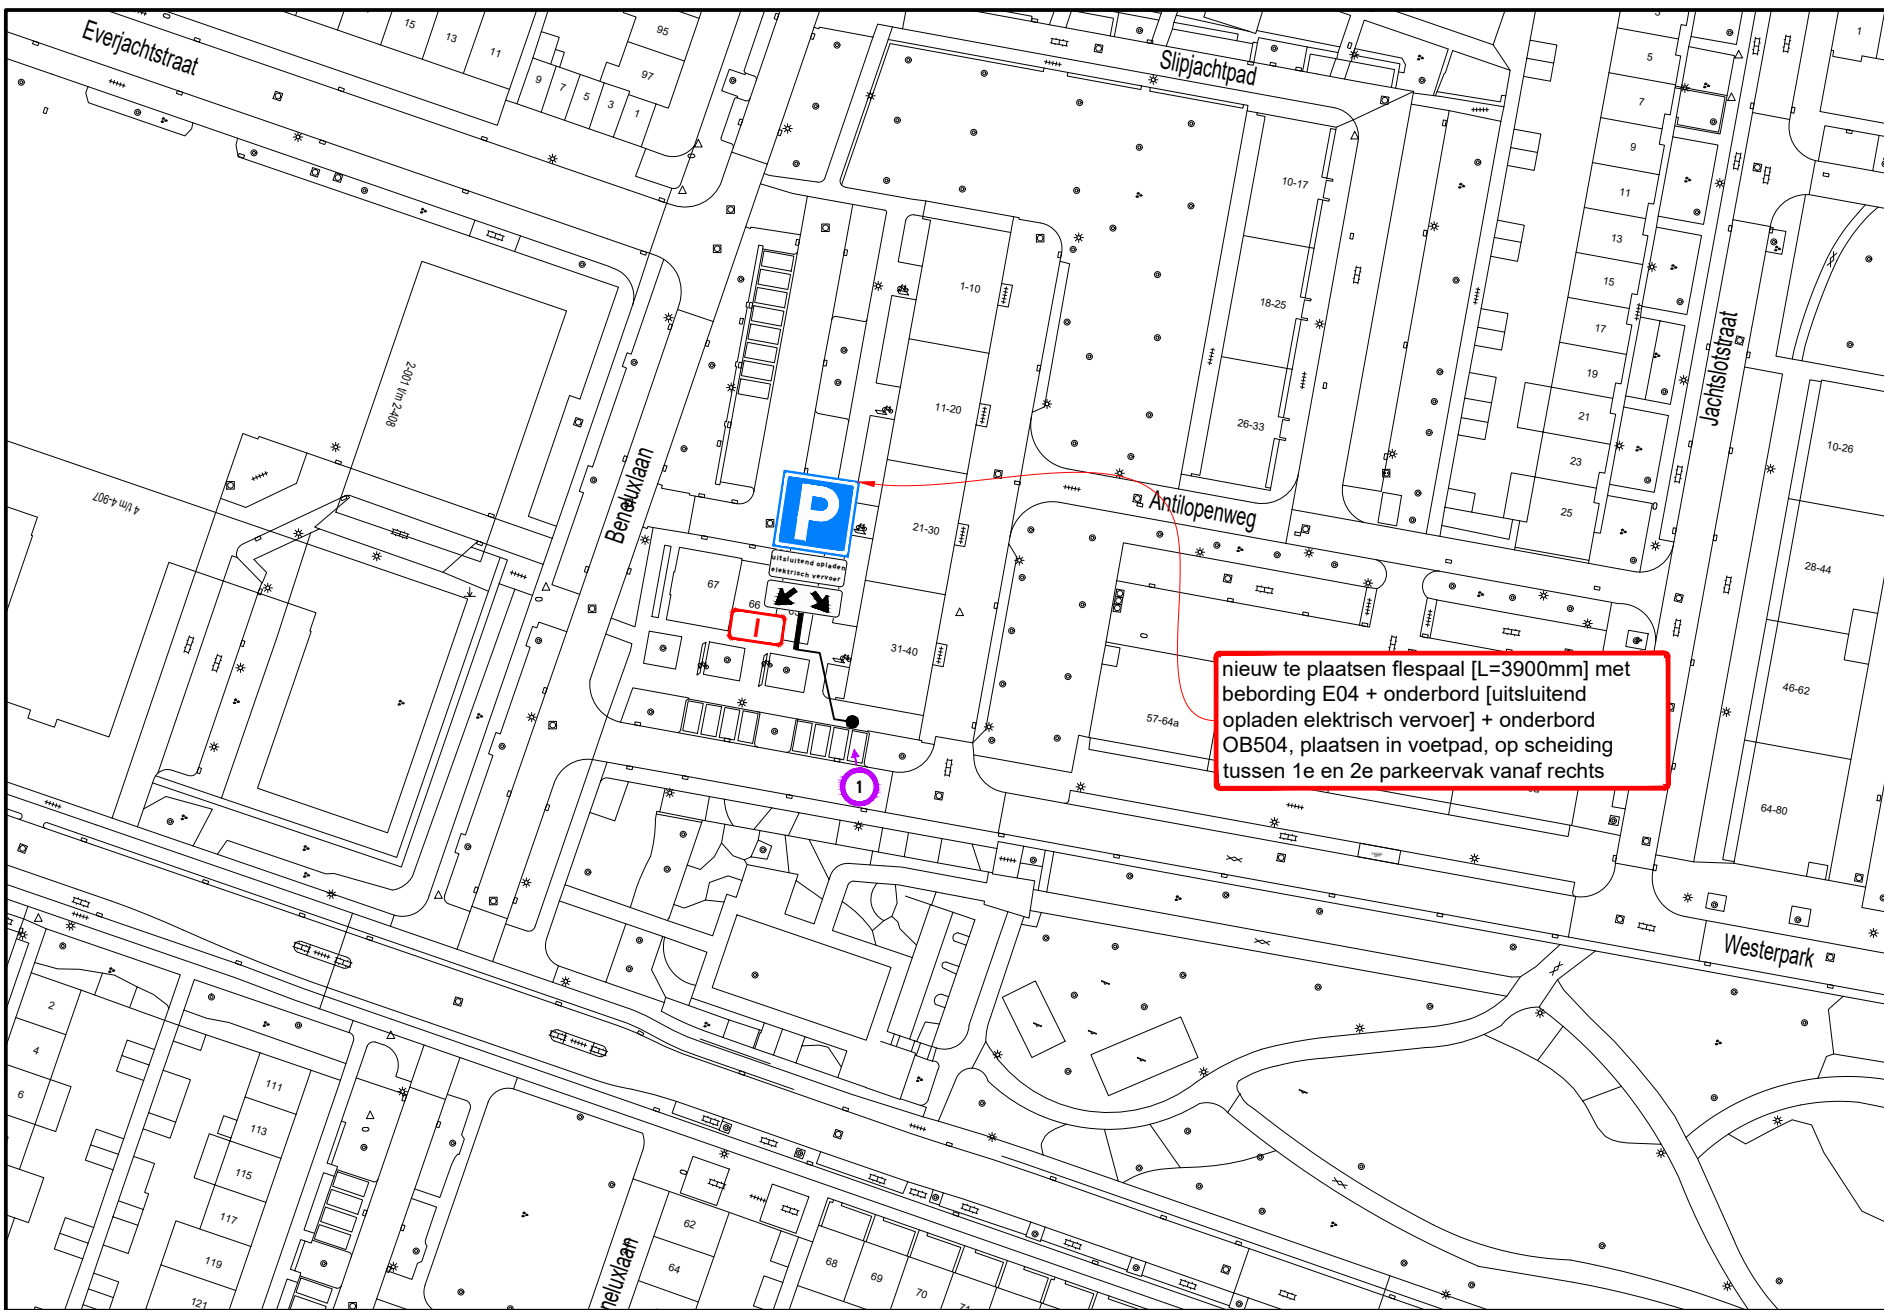 Everjachtstraat
15
13
11
9
7
5
3
1
95
97
Slipjachtpad
3
5
7
9
11
13
15
17
19
21
23
25
1
10-17
18-25
26-33
1-10
11-20
21-30
31-40
2-001 t/m 2-408
4 t/m 4-907
Beneluxlaan
Jachtslotstraat
Antilopenweg
10-26
28-44
46-62
64-80
P
uitsluitend opladen
elektrisch vervoer
67
66
I
57-64a
nieuw te plaatsen flespaal [L=3900mm] met
bebording E04 + onderbord [uitsluitend
opladen elektrisch vervoer] + onderbord
OB504, plaatsen in voetpad, op scheiding
tussen 1e en 2e parkeervak vanaf rechts
1
Westerpark
2
4
6
111
113
115
117
119
121
neluxlaan
62
64
68
69
70
71